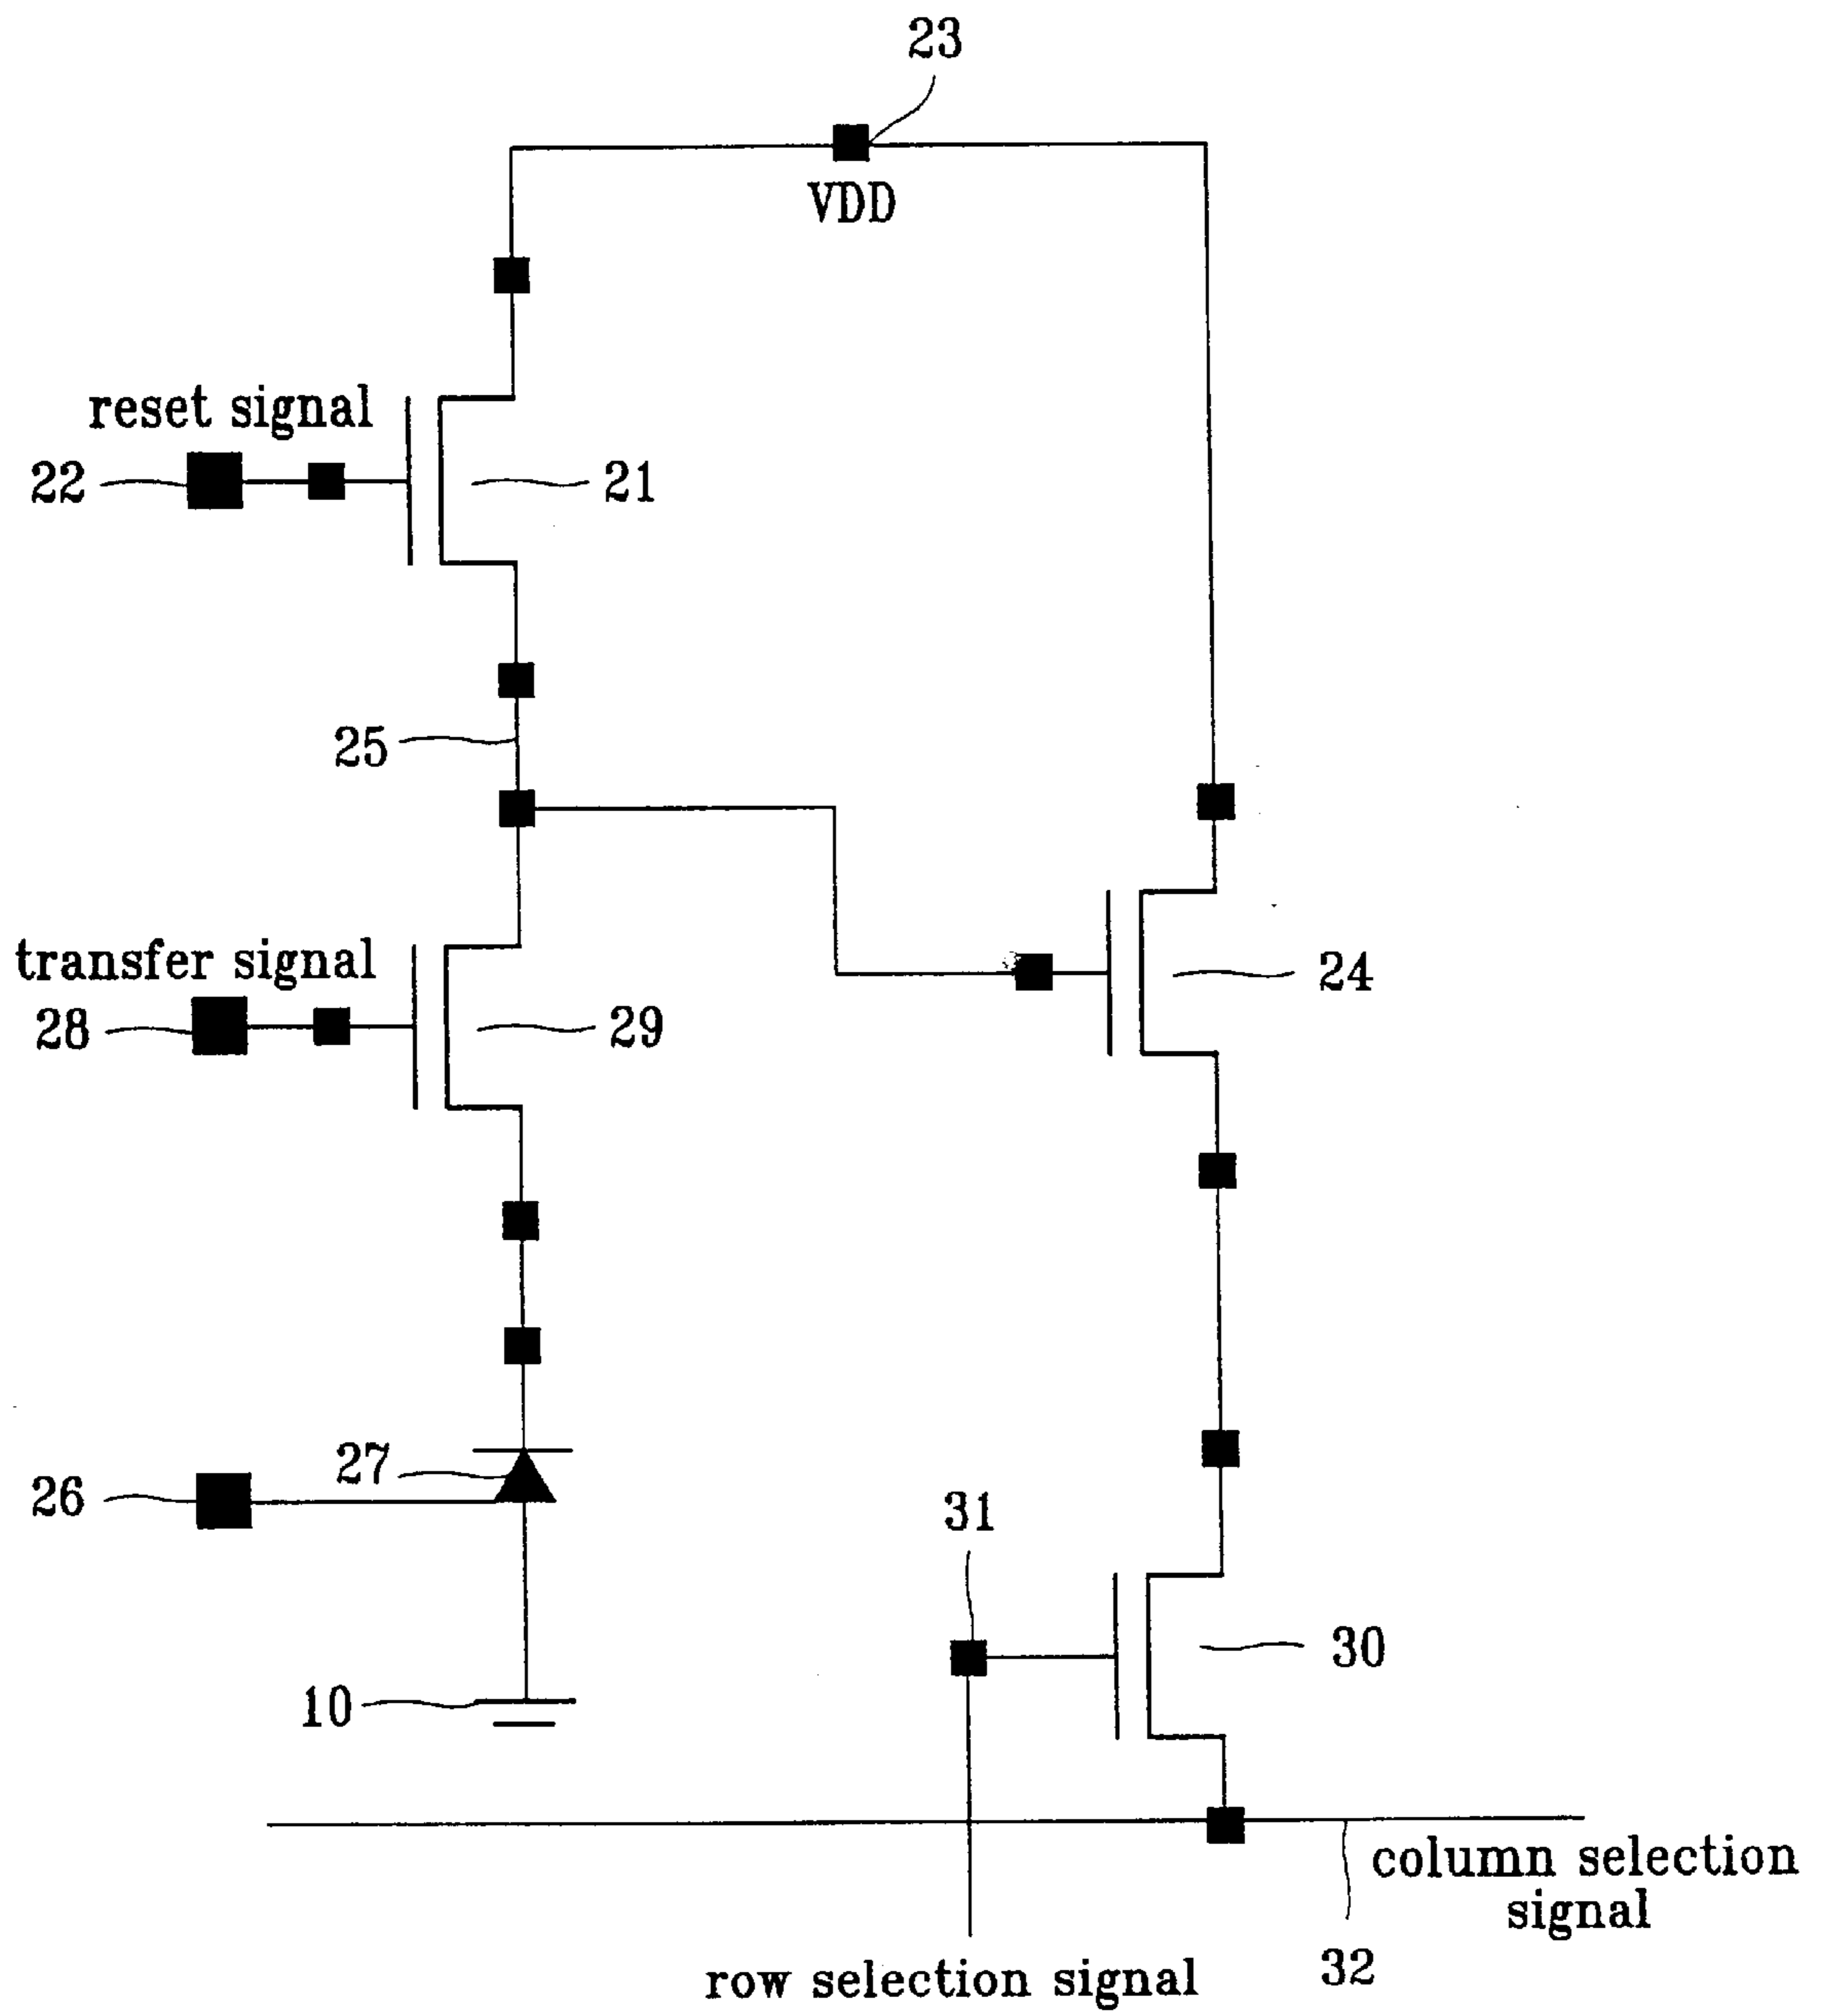 23
VDD
reset signal
22
21
25
transfer signal
24
28
29
27
26
31
30
10
column selection
signal
32
row selection signal